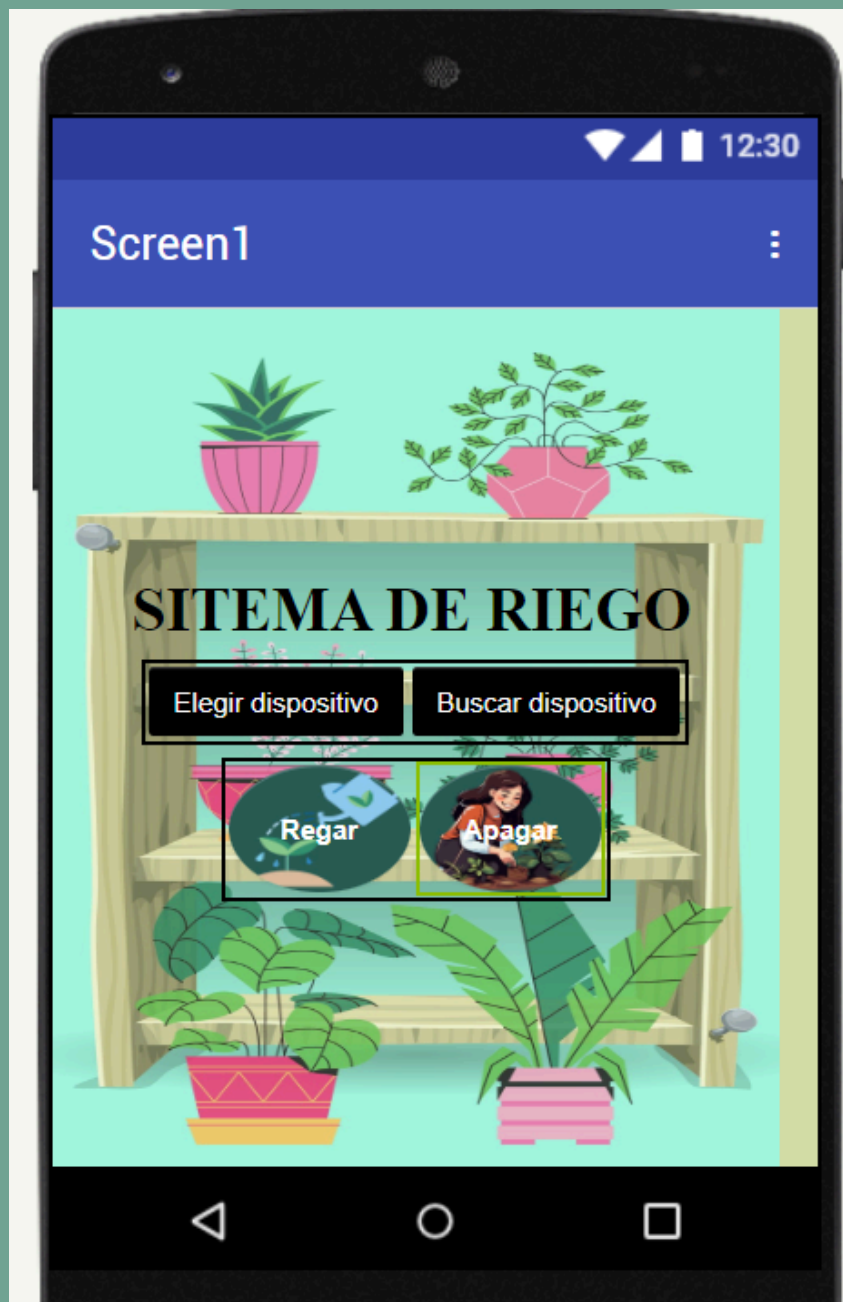 12:30
Screen1
SITEMA DE RIEGO
Elegir dispositivo Buscar dispositivo
Regar Apagar